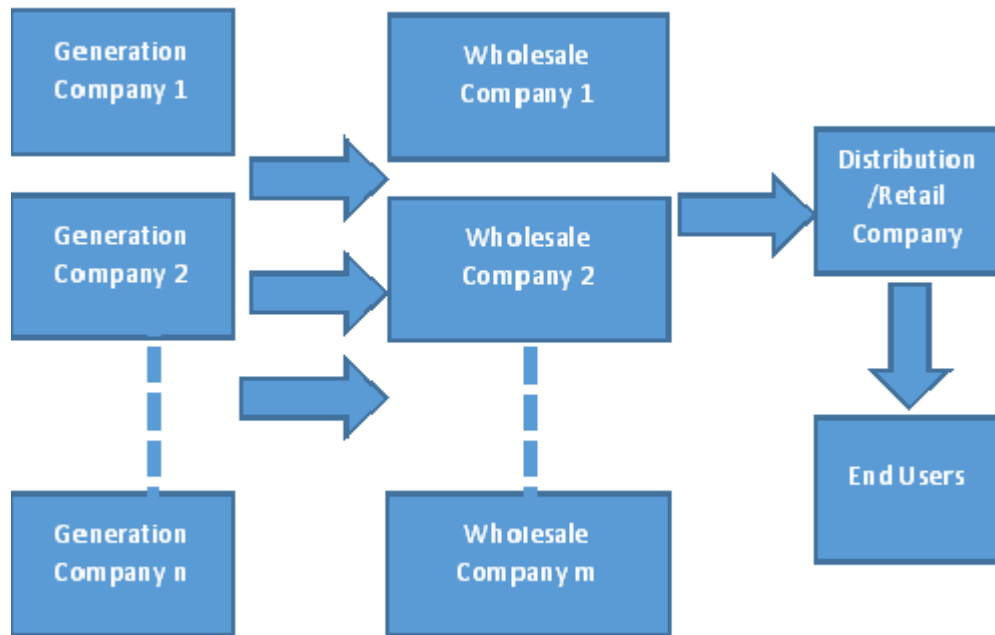 Generation
Company 1
Wholesale
Company 1
Distribution
/Retail
Company
Generation
Company 2
Wholesale
Company 2
End Users
Generation
Company n
Wholesale
Company m